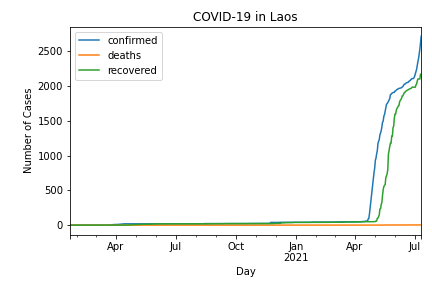 COVID-19 in Laos
confirmed
deaths
recovered
Number of Cases
2500
2000
1500
1000
500
0
Apr Jul Oct Jan Apr Jul
2021
Day